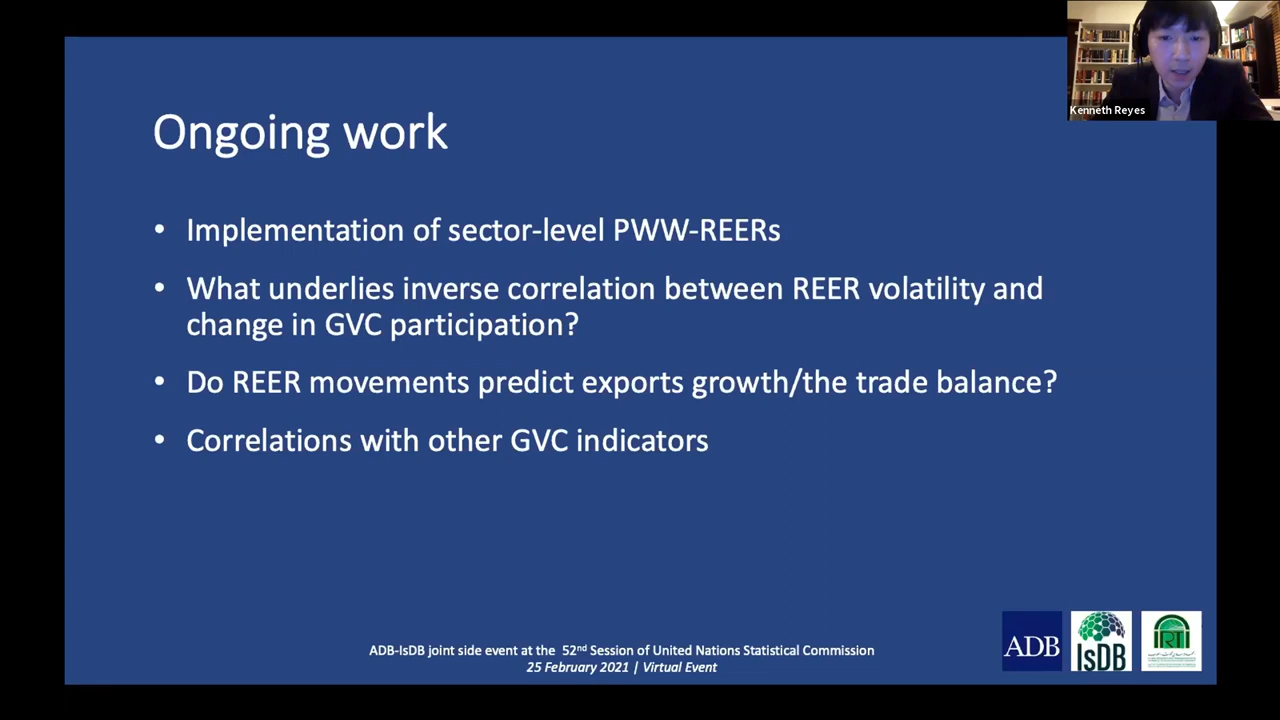 Kenneth Reyes
Ongoing work
• Implementation of sector-level PWW-REERs
• What underlies inverse correlation between REER volatility and
change in GVC participation?
• Do REER movements predict exports growth/the trade balance?
• Correlations with other GVC indicators
ADB-IsDB joint side event at the 52nd Session of United Nations Statistical Commission
25 February 2021 | Virtual Event
ADB
IsDB
IRTI